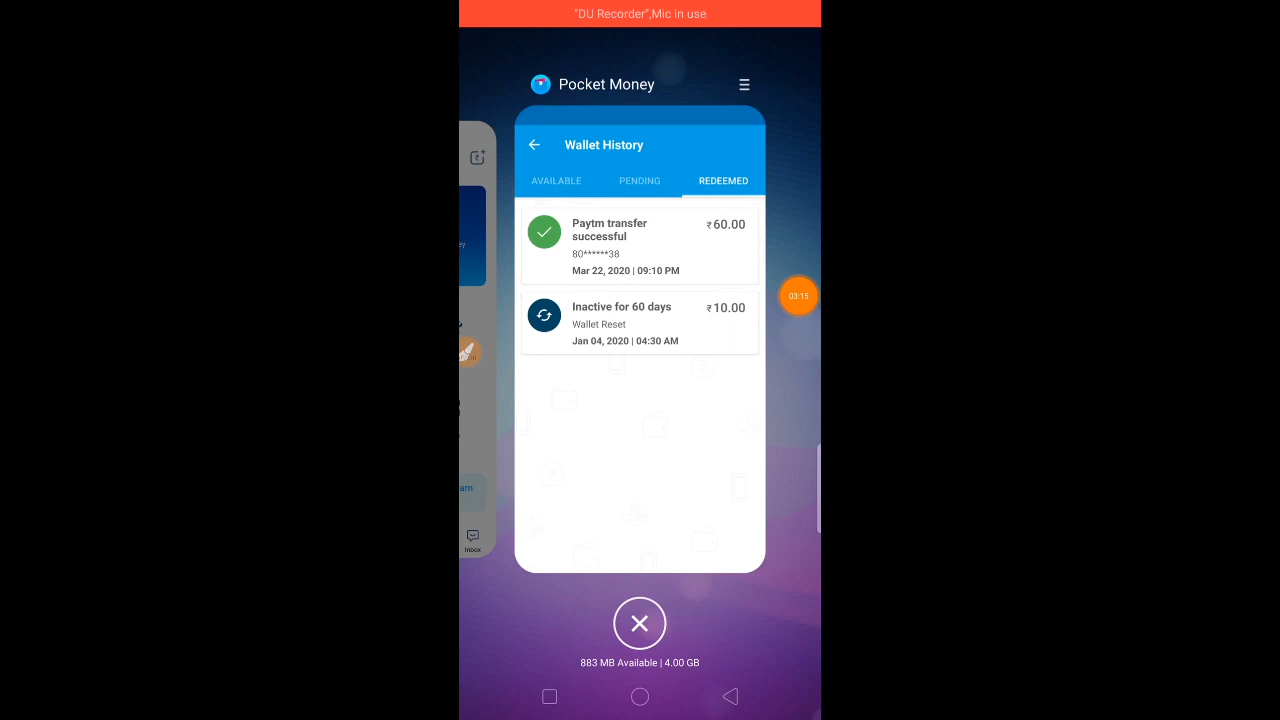 "DU Recorder",Mic in use
Pocket Money
Wallet History
AVAILABLE PENDING REDEEMED
Paytm transfer successful ₹60.00
80******38
Mar 22, 2020 | 09:10 PM
Inactive for 60 days ₹10.00
Wallet Reset
Jan 04, 2020 | 04:30 AM
03:15
ey
arn
Inbox
883 MB Available | 4.00 GB